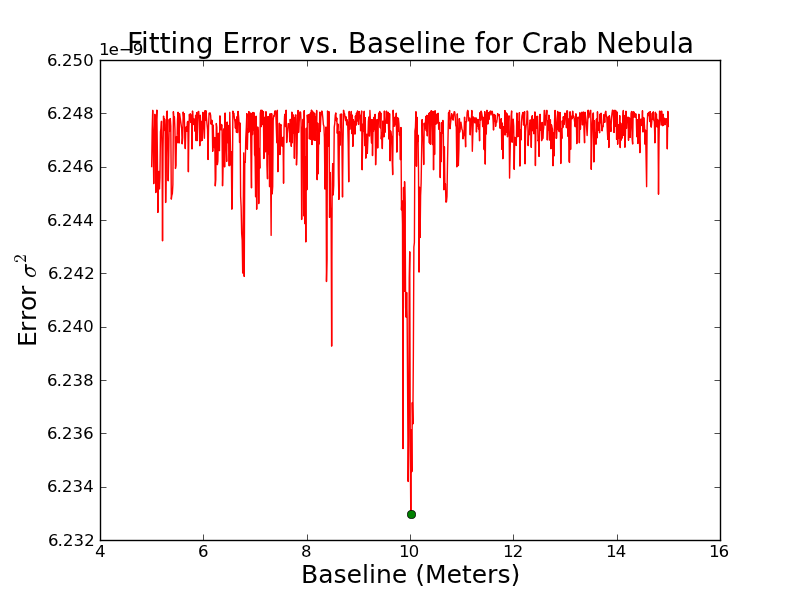 Fitting Error vs. Baseline for Crab Nebula
1e−9
6.250
6.248
6.246
6.244
6.242
6.240
6.238
6.236
6.234
6.232
Error σ²
4 6 8 10 12 14 16
Baseline (Meters)